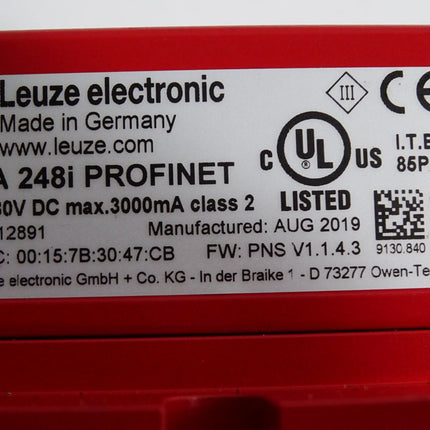 Leuze electronic
Made in Germany
www.leuze.com
A 248i PROFINET
30V DC max.3000mA class 2
12891
Manufactured: AUG 2019
C: 00:15:7B:30:47:CB
FW: PNS V1.1.4.3
e electronic GmbH + Co. KG - In der Braike 1 - D 73277 Owen-Te
III
CE
C UL US
LISTED
I.T.E
85P
9130.840